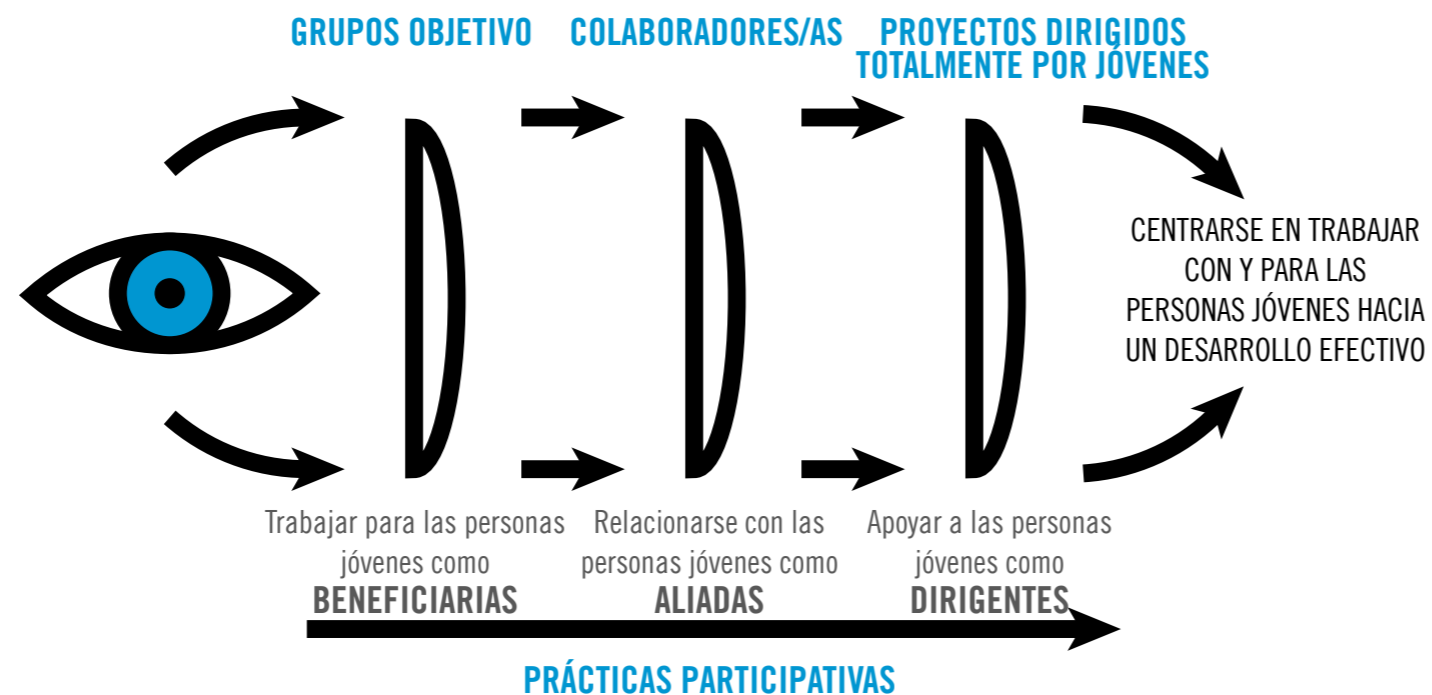 GRUPOS OBJETIVO
COLABORADORES/AS
PROYECTOS DIRIGIDOS
TOTALMENTE POR JÓVENES
CENTRARSE EN TRABAJAR
CON Y PARA LAS
PERSONAS JÓVENES HACIA
UN DESARROLLO EFECTIVO
Trabajar para las personas
jóvenes como
BENEFICIARIAS
Relacionarse con las
personas jóvenes como
ALIADAS
Apoyar a las personas
jóvenes como
DIRIGENTES
PRÁCTICAS PARTICIPATIVAS